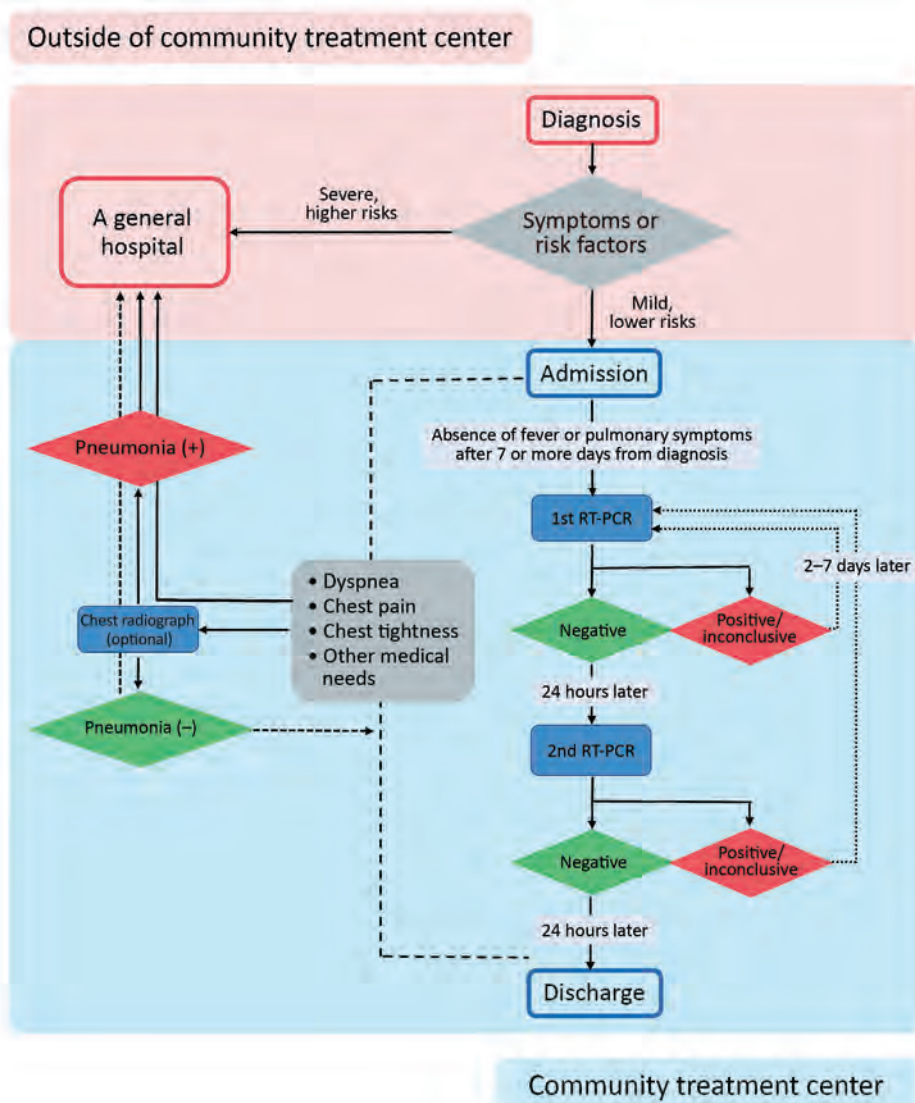 Outside of community treatment center
Diagnosis
Symptoms or
risk factors
Severe,
higher risks
A general
hospital
Mild,
lower risks
Admission
Absence of fever or pulmonary symptoms
after 7 or more days from diagnosis
1st RT-PCR
2–7 days later
Negative
Positive/
inconclusive
24 hours later
2nd RT-PCR
Negative
Positive/
inconclusive
24 hours later
Discharge
Pneumonia (+)
• Dyspnea
• Chest pain
• Chest tightness
• Other medical
needs
Chest radiograph
(optional)
Pneumonia (–)
Community treatment center